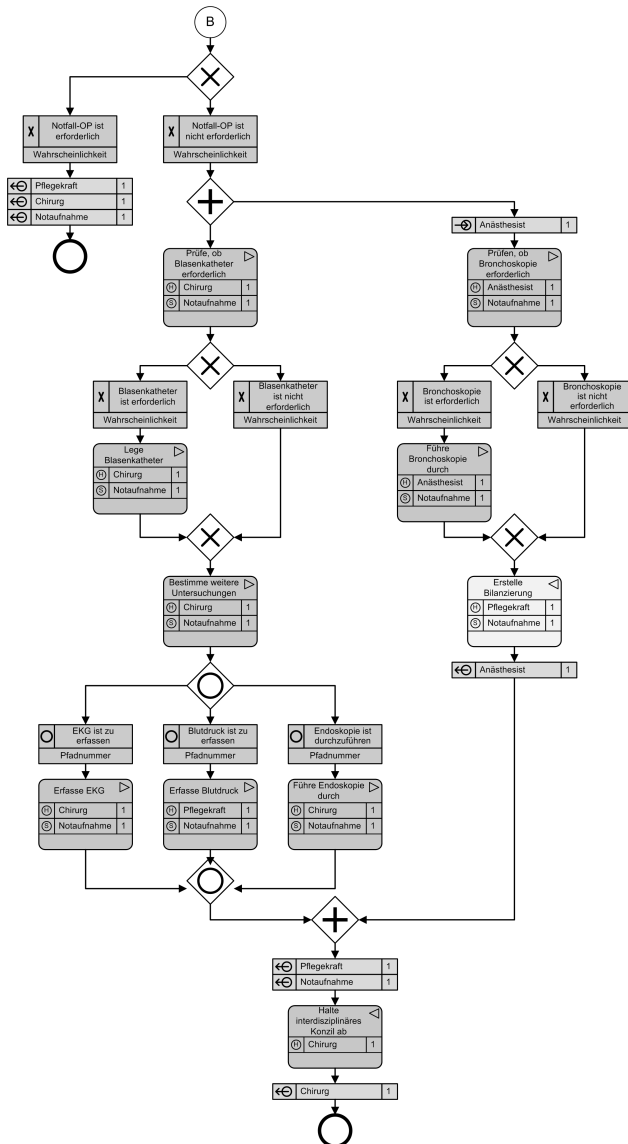 B
Notfall-OP ist
erforderlich
Wahrscheinlichkeit
Notfall-OP ist
nicht erforderlich
Wahrscheinlichkeit
Pflegekraft 1
Chirurg 1
Notaufnahme 1
Anästhesist 1
Prüfe, ob
Blasenkatheter
erforderlich
H Chirurg 1
S Notaufnahme 1
Prüfen, ob
Bronchoskopie
erforderlich
H Anästhesist 1
S Notaufnahme 1
Blasenkatheter
ist erforderlich
Wahrscheinlichkeit
Blasenkatheter
ist nicht
erforderlich
Wahrscheinlichkeit
Bronchoskopie
ist erforderlich
Wahrscheinlichkeit
Bronchoskopie
ist nicht
erforderlich
Wahrscheinlichkeit
Lege
Blasenkatheter
H Chirurg 1
S Notaufnahme 1
Führe
Bronchoskopie
durch
H Anästhesist 1
S Notaufnahme 1
Bestimme weitere
Untersuchungen
H Chirurg 1
S Notaufnahme 1
Erstelle
Bilanzierung
H Pflegekraft 1
S Notaufnahme 1
Anästhesist 1
EKG ist zu
erfassen
Pfadnummer
Blutdruck ist zu
erfassen
Pfadnummer
Endoskopie ist
durchzuführen
Pfadnummer
Erfasse EKG
H Chirurg 1
S Notaufnahme 1
Erfasse Blutdruck
H Pflegekraft 1
S Notaufnahme 1
Führe Endoskopie
durch
H Chirurg 1
S Notaufnahme 1
Pflegekraft 1
Notaufnahme 1
Halte
interdisziplinäres
Konzil ab
H Chirurg 1
Chirurg 1